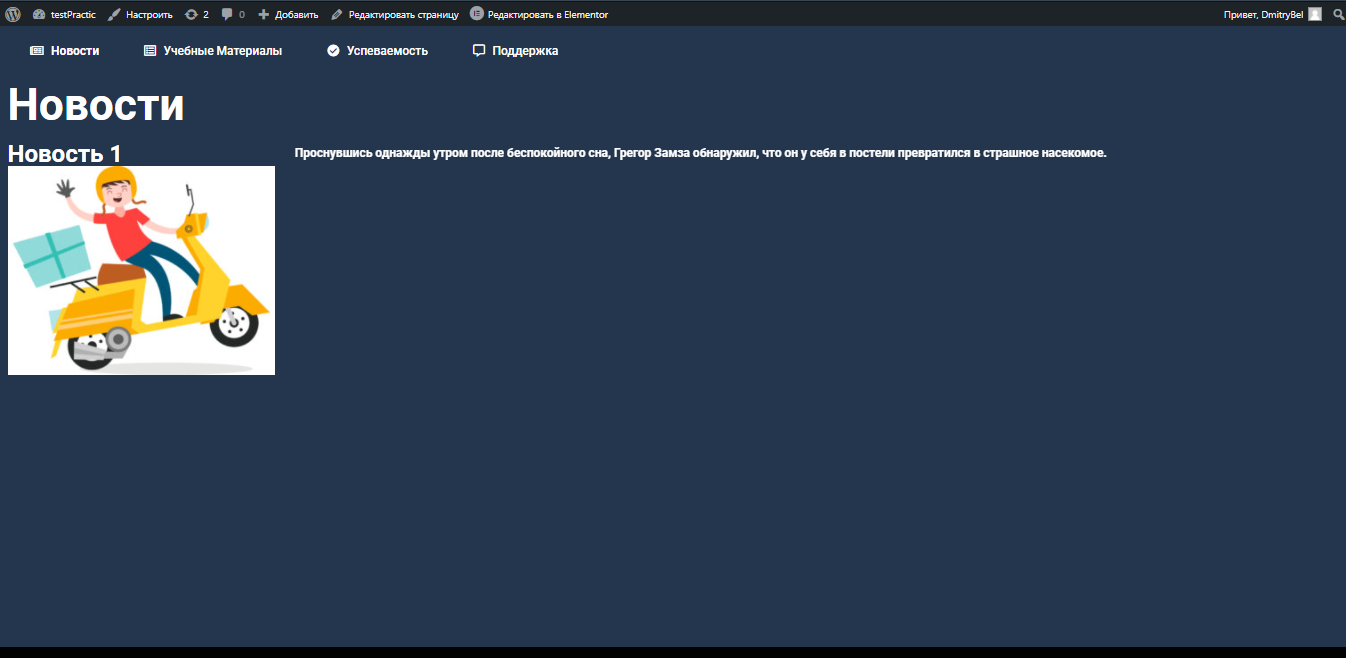 testPractic Настроить 2 0 Добавить Редактировать страницу Редактировать в Elementor Привет, DmitryBel
Новости Учебные Материалы Успеваемость Поддержка
Новости
Новость 1
Проснувшись однажды утром после беспокойного сна, Грегор Замза обнаружил, что он у себя в постели превратился в страшное насекомое.